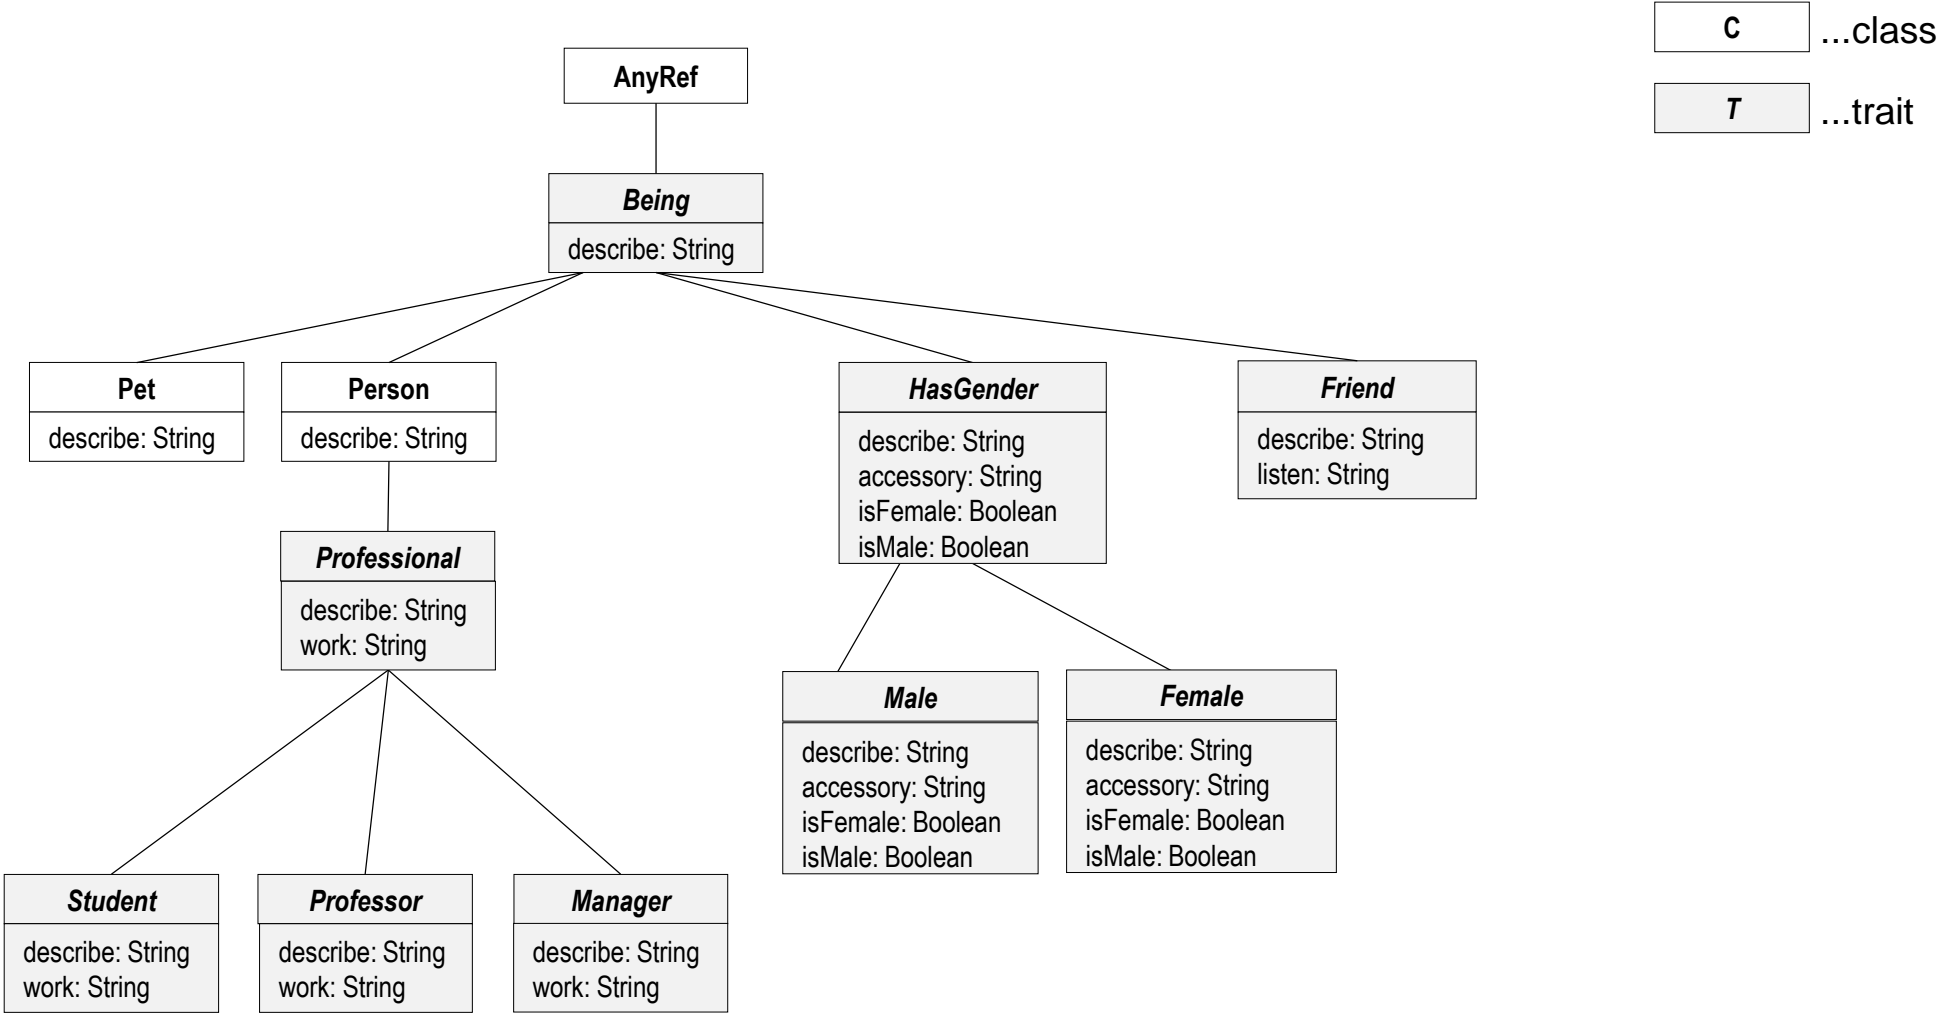 C ...class
AnyRef
T ...trait
Being
describe: String
Pet
describe: String
Person
describe: String
HasGender
describe: String
accessory: String
isFemale: Boolean
isMale: Boolean
Friend
describe: String
listen: String
Professional
describe: String
work: String
Male
describe: String
accessory: String
isFemale: Boolean
isMale: Boolean
Female
describe: String
accessory: String
isFemale: Boolean
isMale: Boolean
Student
describe: String
work: String
Professor
describe: String
work: String
Manager
describe: String
work: String